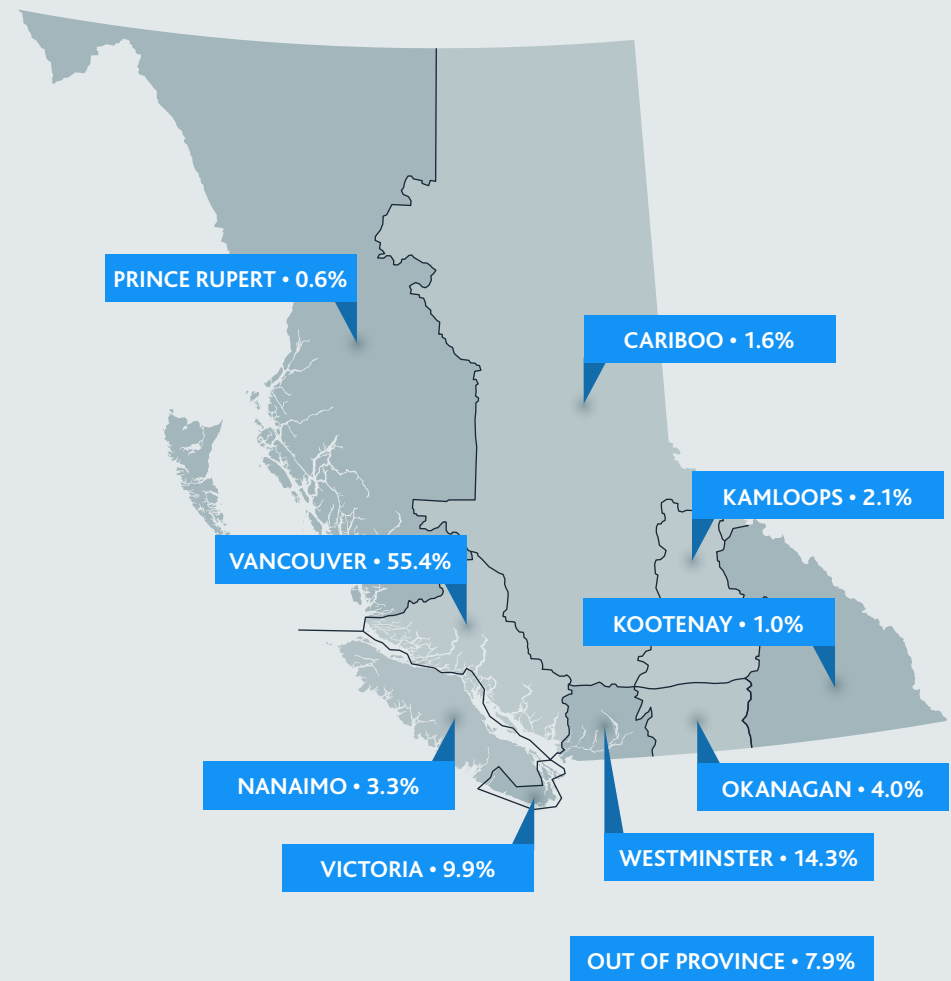 PRINCE RUPERT • 0.6%
CARIBOO • 1.6%
KAMLOOPS • 2.1%
VANCOUVER • 55.4%
KOOTENAY • 1.0%
NANAIMO • 3.3%
OKANAGAN • 4.0%
WESTMINSTER • 14.3%
VICTORIA • 9.9%
OUT OF PROVINCE • 7.9%